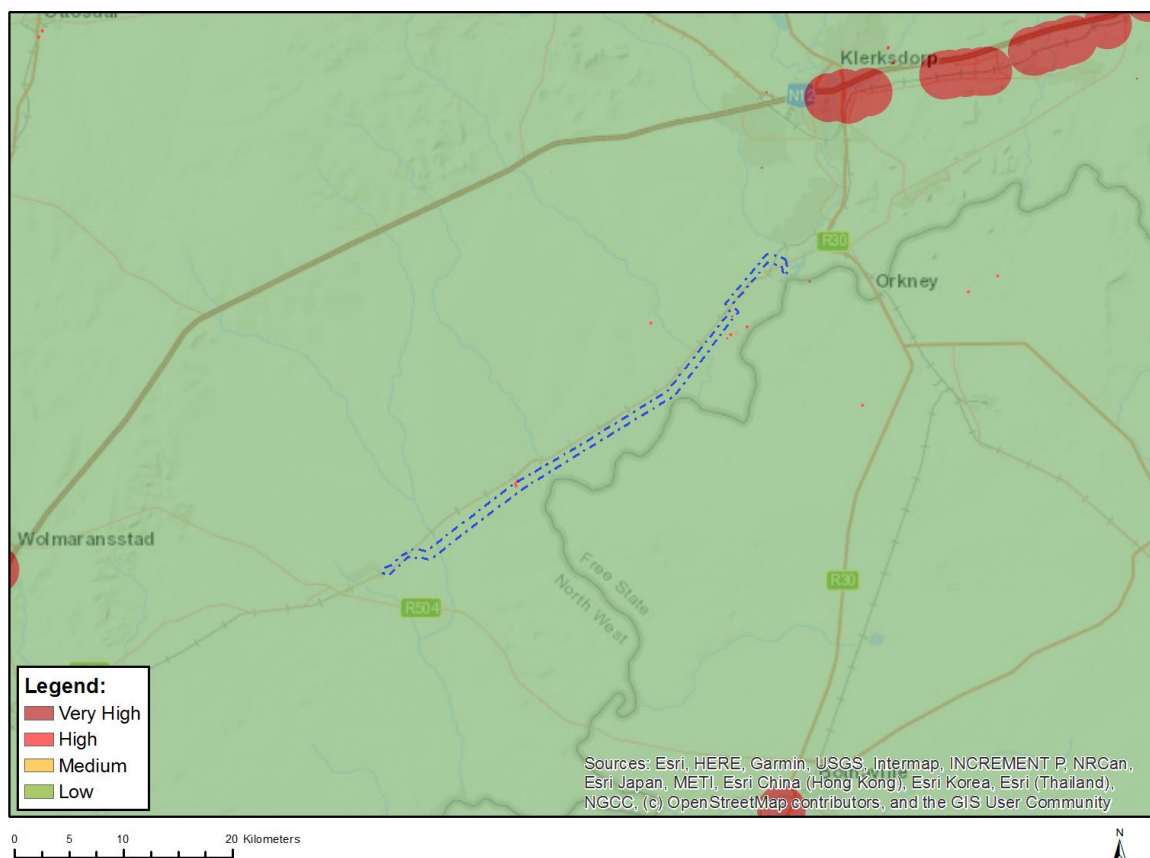 Klerksdorp
N12
R30
Orkney
Wolmaransstad
Free State
North West
R504
R30
Legend:
Very High
High
Medium
Low
Sources: Esri, HERE, Garmin, USGS, Intermap, INCREMENT P, NRCan,
Esri Japan, METI, Esri China (Hong Kong), Esri Korea, Esri (Thailand),
NGCC, (c) OpenStreetMap contributors, and the GIS User Community
0 5 10 20 Kilometers
N